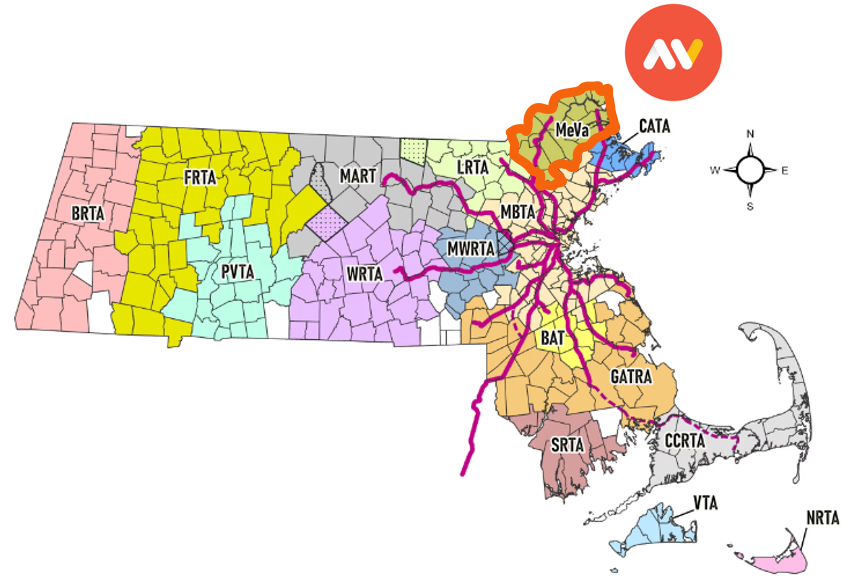 MeVa
CATA
N
W E
S
LRTA
FRTA
MART
BRTA
MBTA
MWRTA
PVTA
WRTA
BAT
GATRA
SRTA
CCRTA
VTA
NRTA